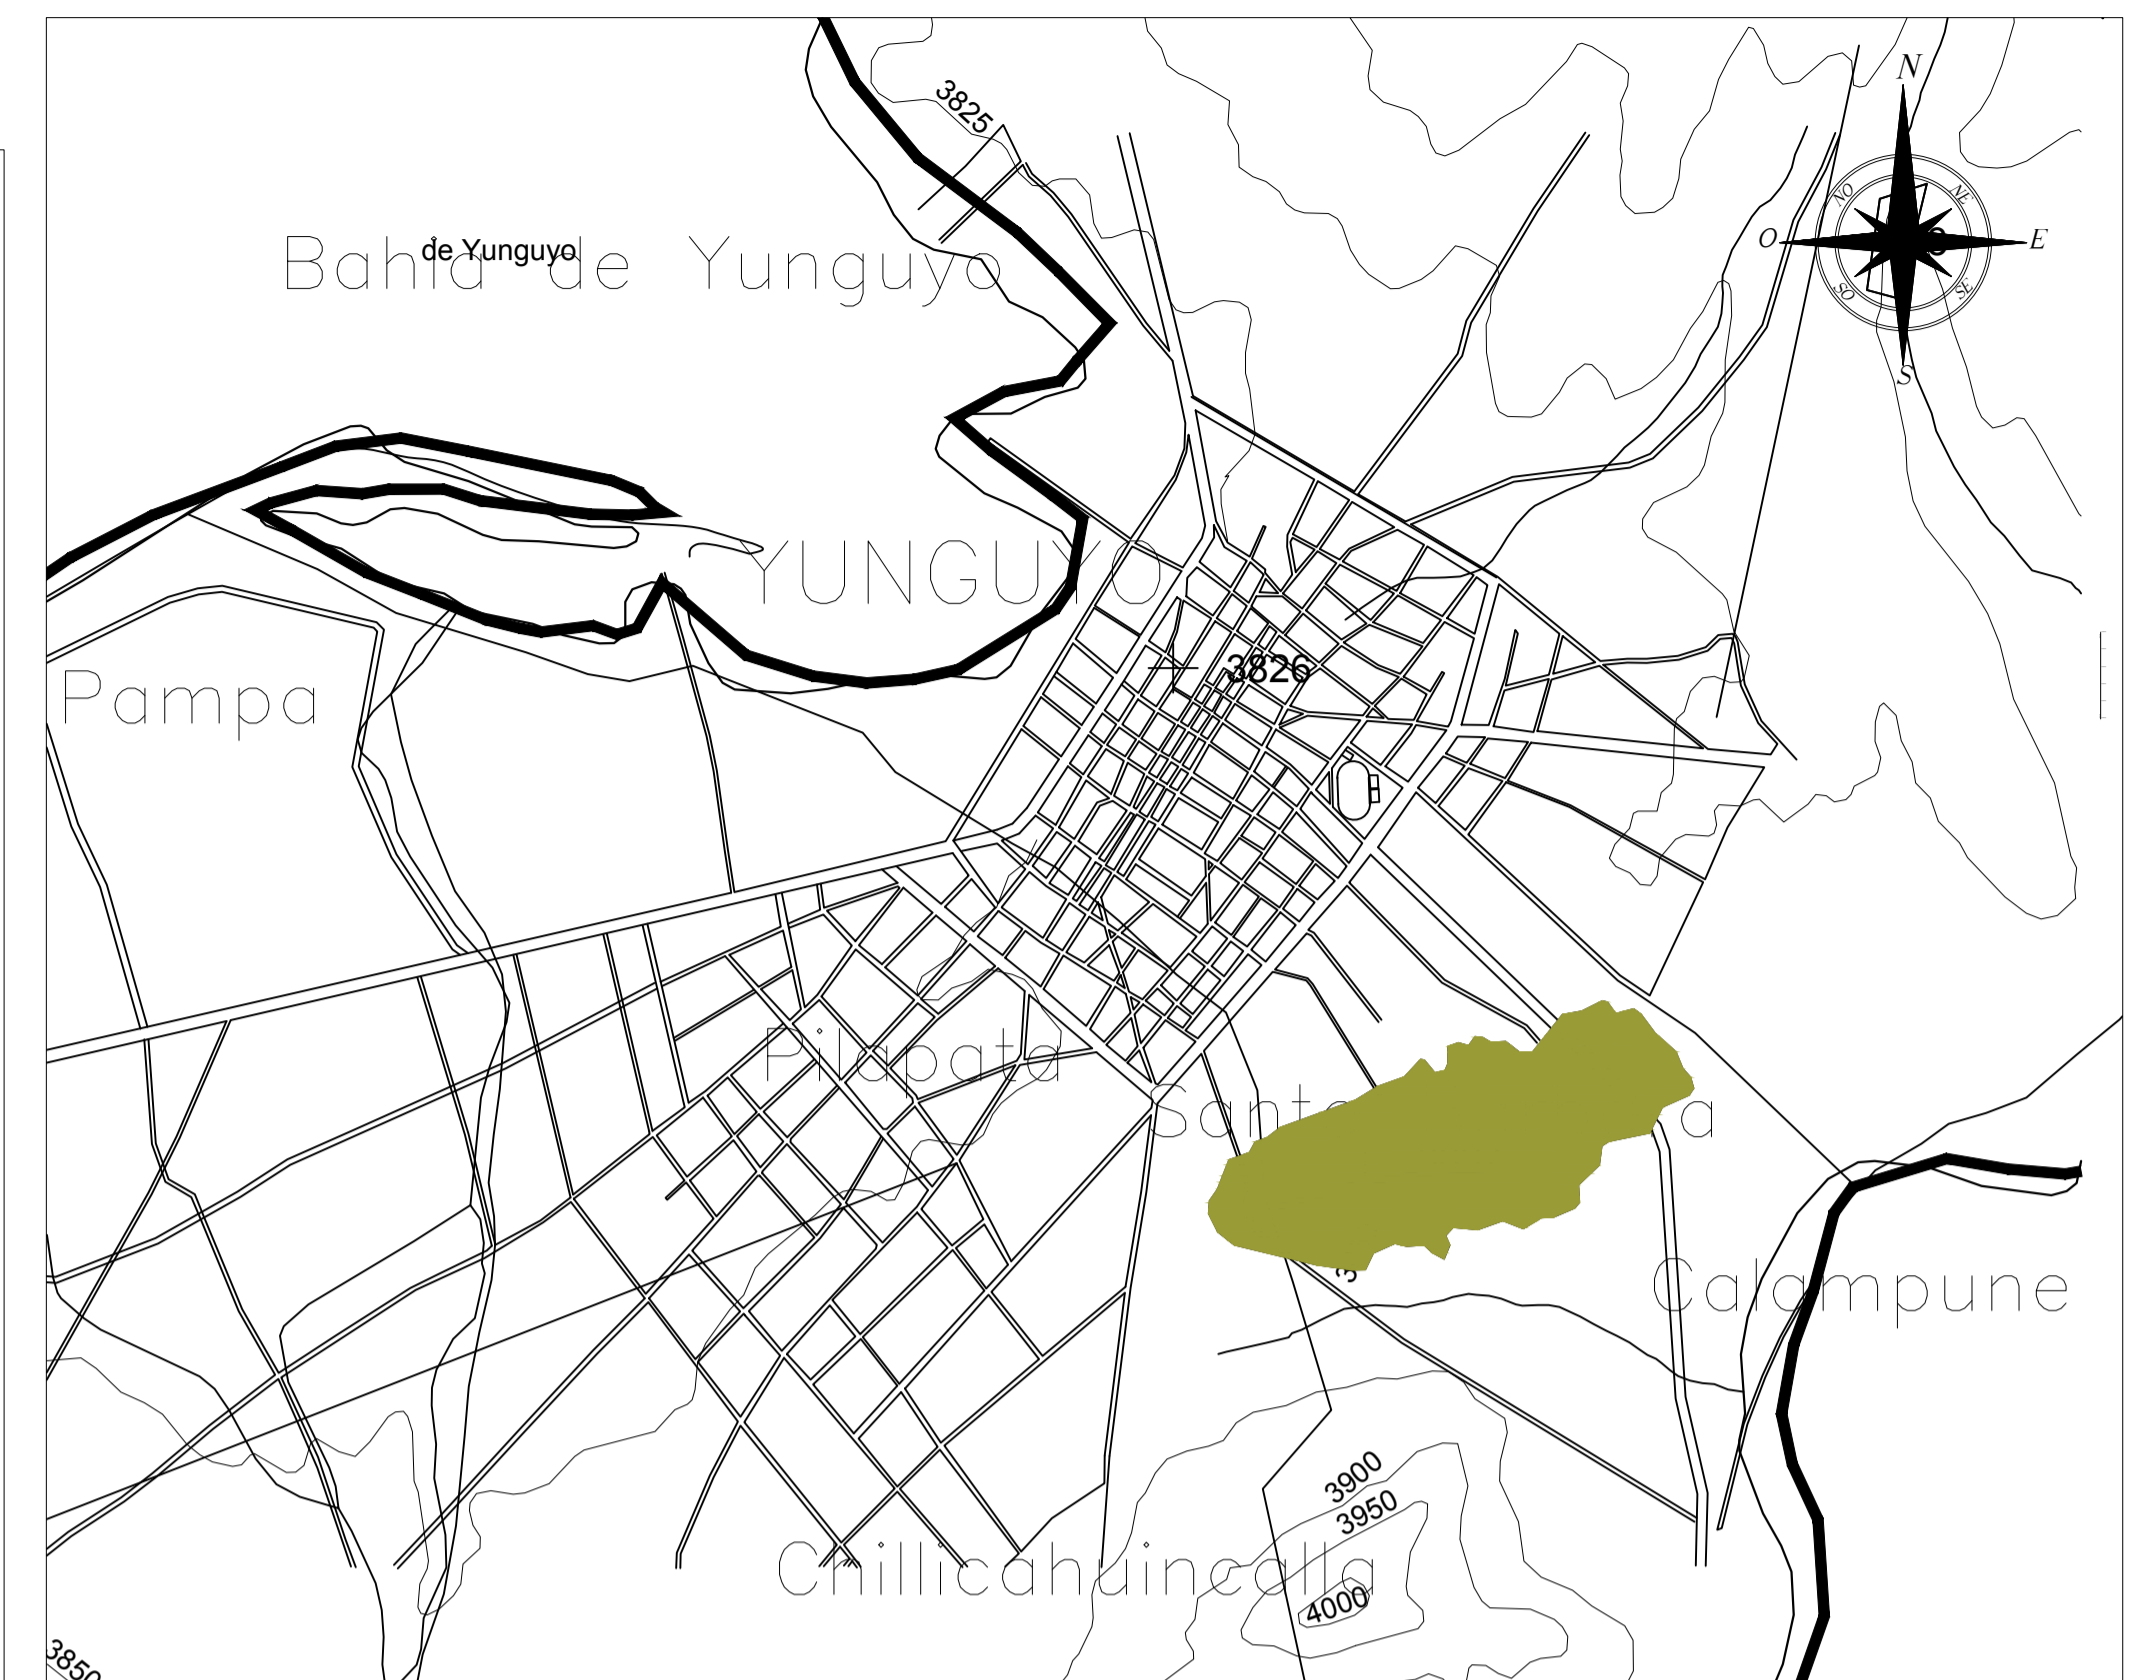 N
3825
NO
NE
O
E
Bahia de Yunguyo
de Yunguyo
SO
SE
S
YUNGUYO
3826
Pampa
Pilapata
Calampune
3900
3950
Chillicahuincalla
4000
3850